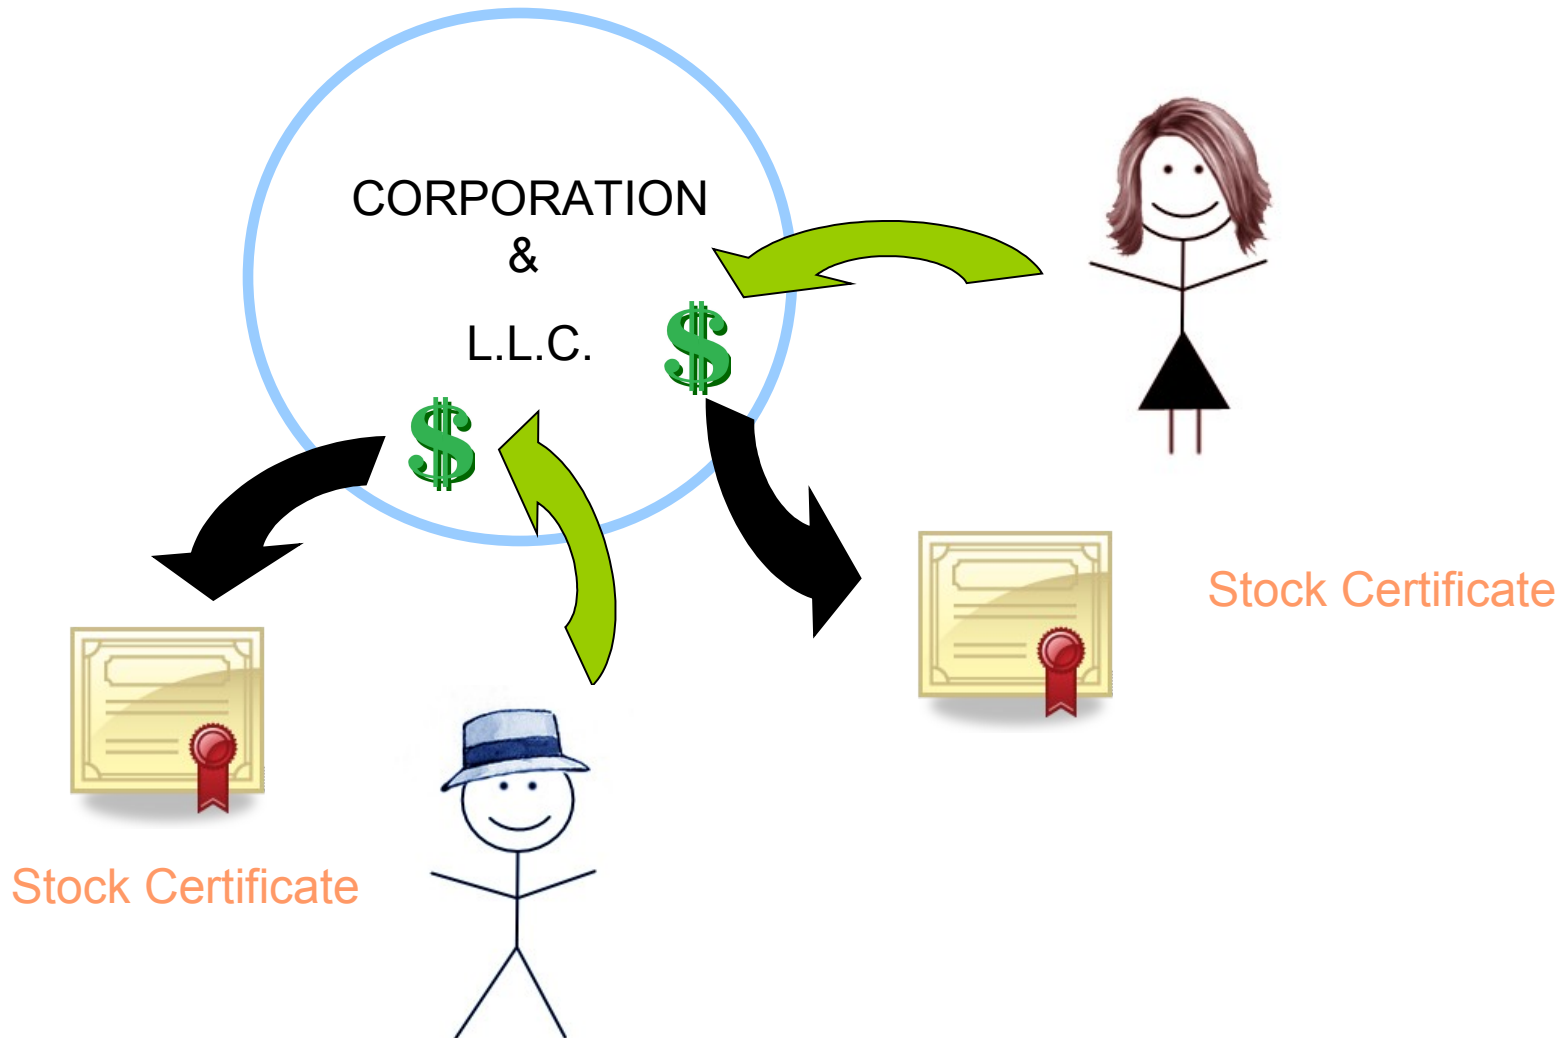 CORPORATION
&
L.L.C.
$
$
Stock Certificate
Stock Certificate